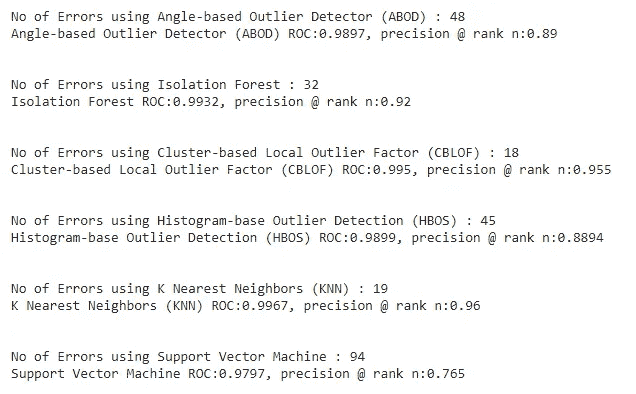 No of Errors using Angle-based Outlier Detector (ABOD) : 48
Angle-based Outlier Detector (ABOD) ROC:0.9897, precision @ rank n:0.89
No of Errors using Isolation Forest : 32
Isolation Forest ROC:0.9932, precision @ rank n:0.92
No of Errors using Cluster-based Local Outlier Factor (CBLOF) : 18
Cluster-based Local Outlier Factor (CBLOF) ROC:0.995, precision @ rank n:0.955
No of Errors using Histogram-base Outlier Detection (HBOS) : 45
Histogram-base Outlier Detection (HBOS) ROC:0.9899, precision @ rank n:0.8894
No of Errors using K Nearest Neighbors (KNN) : 19
K Nearest Neighbors (KNN) ROC:0.9967, precision @ rank n:0.96
No of Errors using Support Vector Machine : 94
Support Vector Machine ROC:0.9797, precision @ rank n:0.765